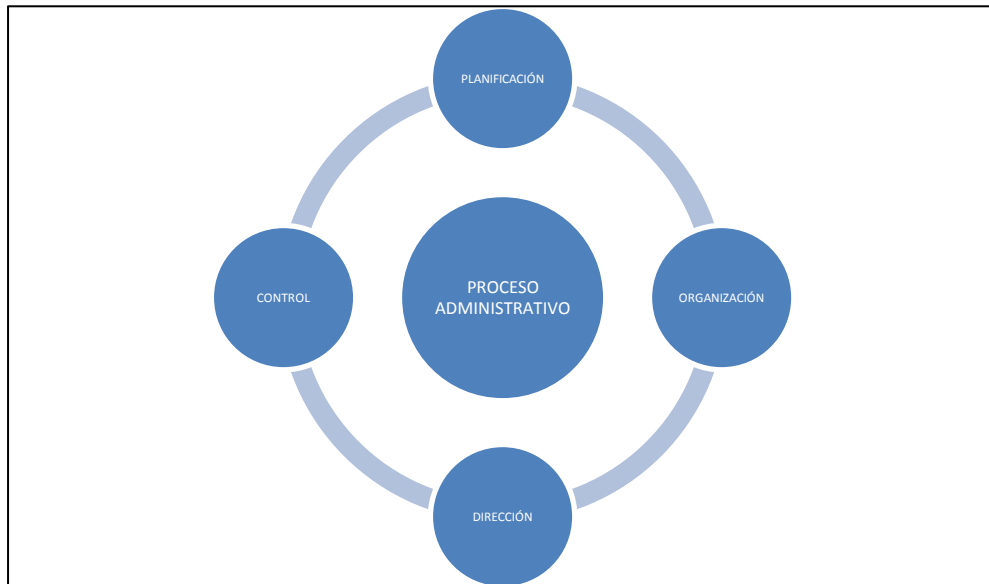 PLANIFICACIÓN
CONTROL
PROCESO
ADMINISTRATIVO
ORGANIZACIÓN
DIRECCIÓN